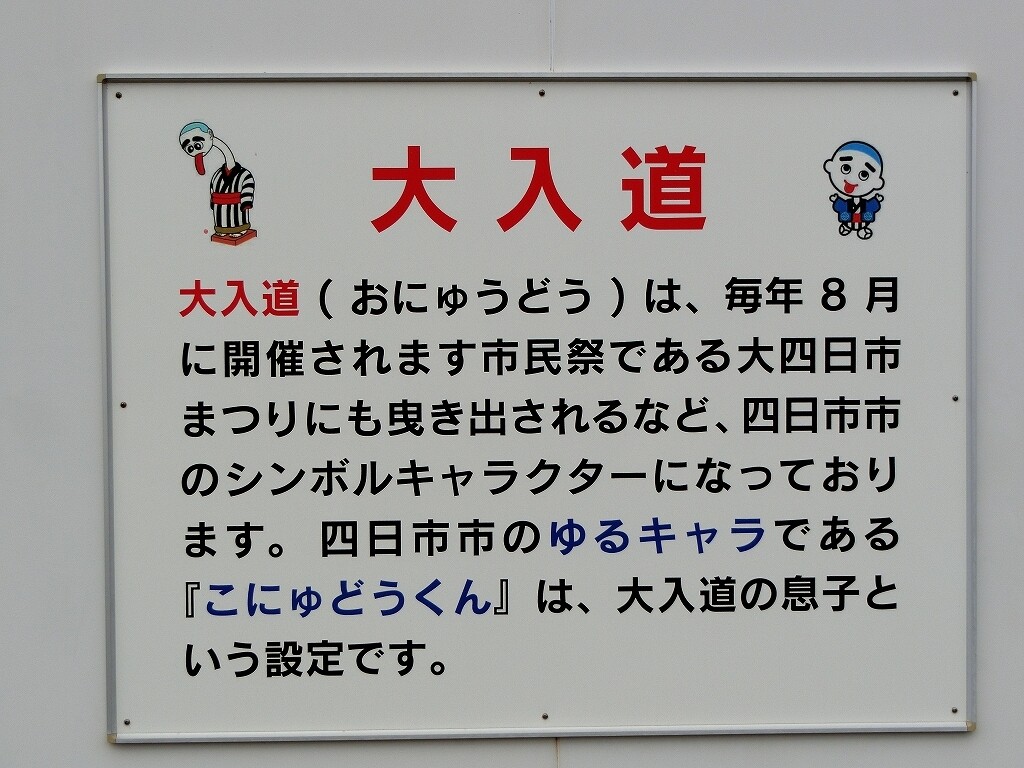 大入道
大入道(おにゅうどう)は、毎年8月
に開催されます市民祭である大四日市
まつりにも曳き出されるなど、四日市市
のシンボルキャラクターになっており
ます。四日市市のゆるキャラである
『こにゅどうくん』は、大入道の息子と
いう設定です。